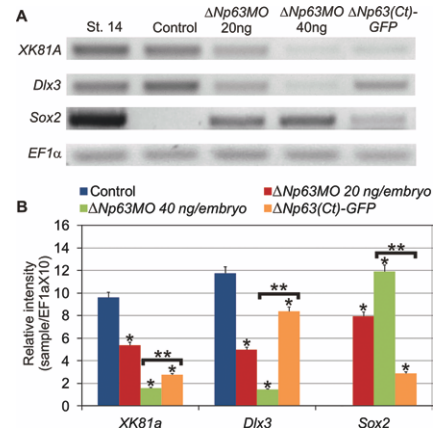 A
St. 14 Control ΔNp63MO 20ng ΔNp63MO 40ng ΔNp63(Ct)-GFP
XK81A
Dlx3
Sox2
EF1α
Control ΔNp63MO 20 ng/embryo
B ΔNp63MO 40 ng/embryo ΔNp63(Ct)-GFP
Relative intensity
(sample/EF1aX10)
16
14
12
10
8
6
4
2
0
* * ** *
* * ** *
* * ** *
XK81a Dlx3 Sox2